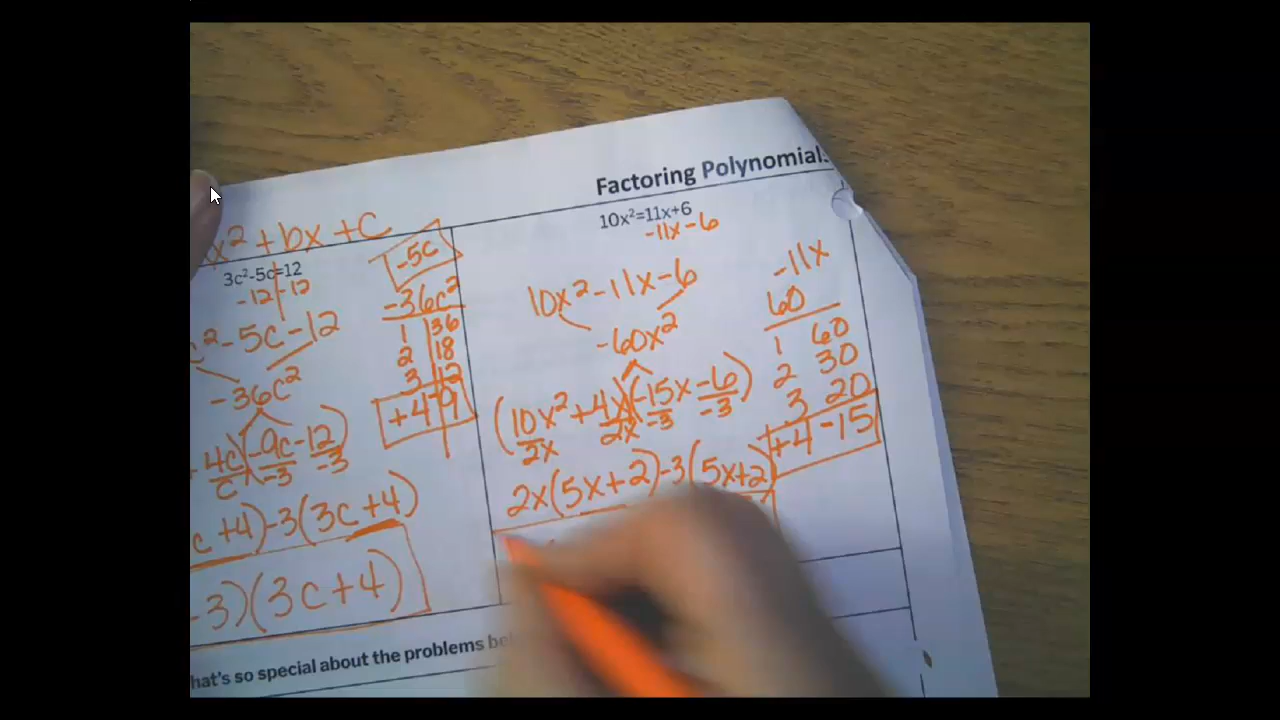 Factoring Polynomials
x² + bx + C
3c²-5c=12
-12 -12
c² - 5c - 12
-36c²
4c)(-9c - 12)
c -3 -3
c + 4) - 3(3c + 4)
-3)(3c + 4)
-5c
-36c²
1 36
2 18
3 12
+4 -9
10x²=11x+6
-11x - 6
10x² - 11x - 6
-60x²
(10x² + 4x)(-15x - 6)
2x 2x -3 -3
2x(5x + 2) - 3(5x + 2)
-11x
60
1 60
2 30
3 20
+4 -15
hat's so special about the problems be